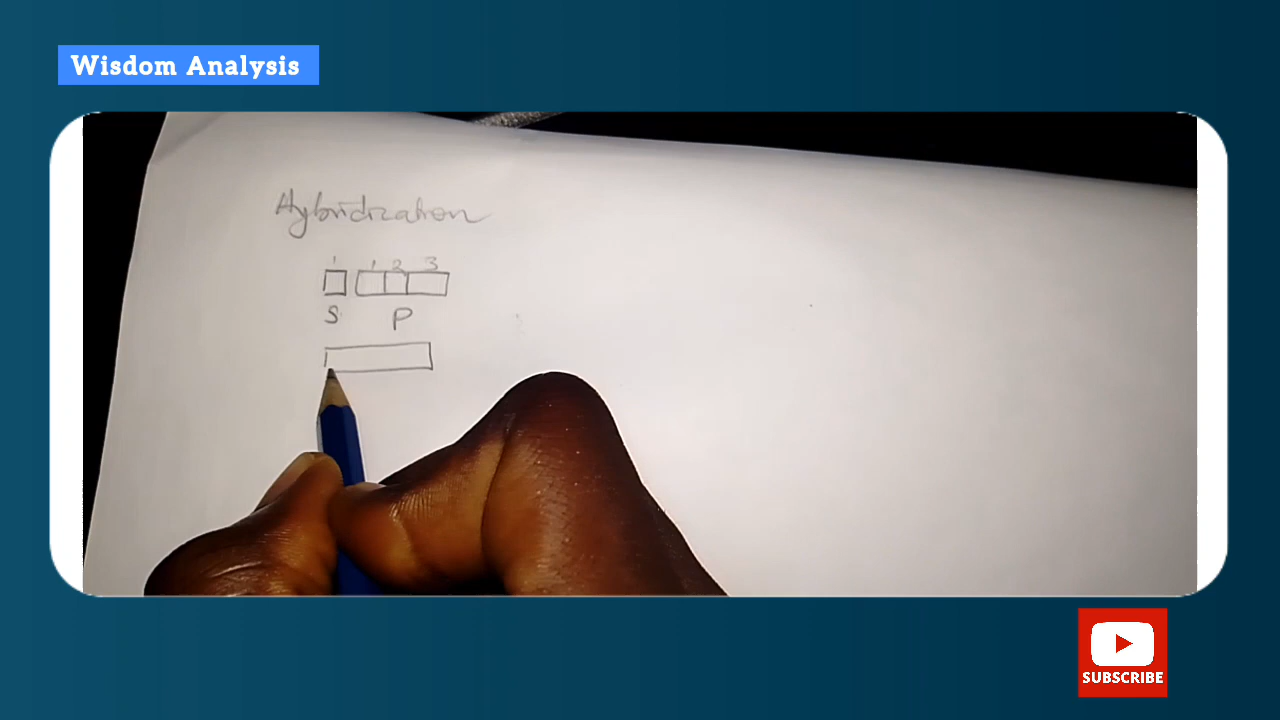 Wisdom Analysis
Hybridization
1 1 2 3
S P
SUBSCRIBE